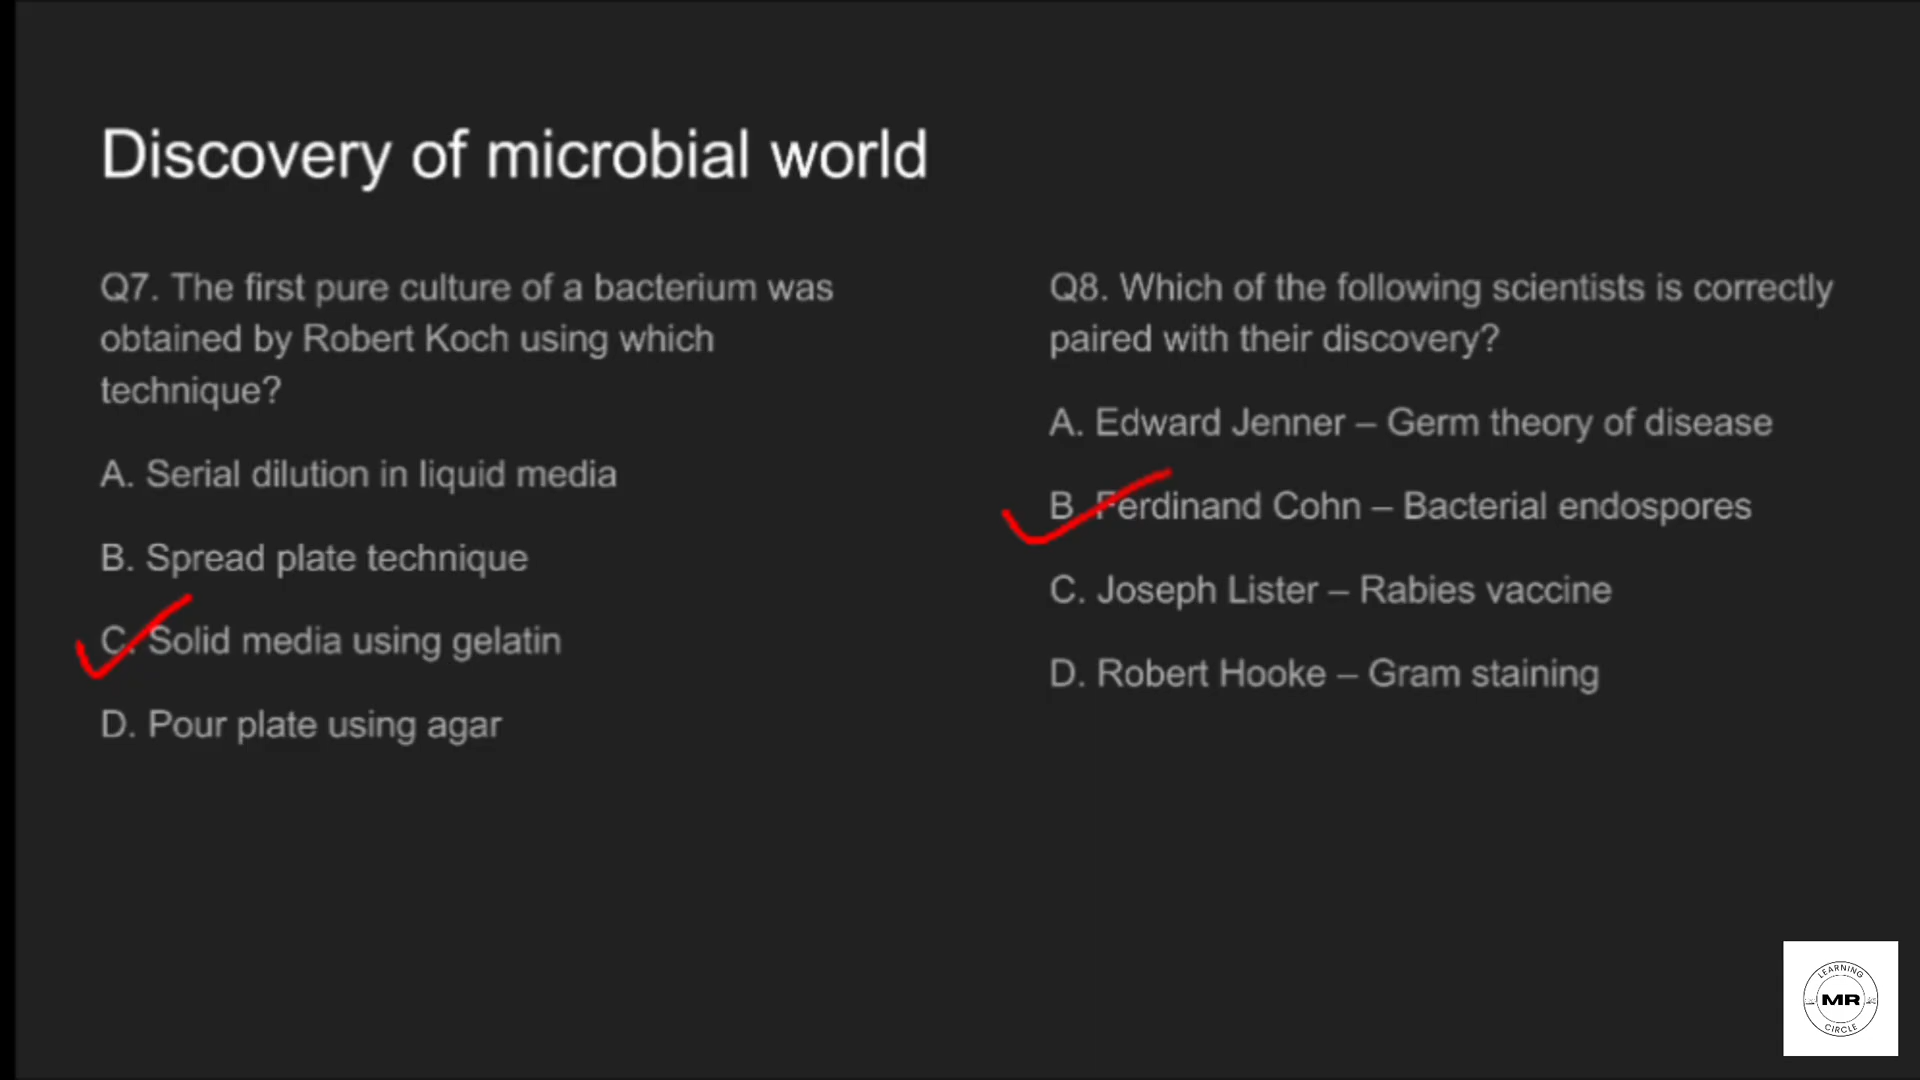 Discovery of microbial world
Q7. The first pure culture of a bacterium was
obtained by Robert Koch using which
technique?
A. Serial dilution in liquid media
B. Spread plate technique
C. Solid media using gelatin
D. Pour plate using agar
Q8. Which of the following scientists is correctly
paired with their discovery?
A. Edward Jenner – Germ theory of disease
B. Ferdinand Cohn – Bacterial endospores
C. Joseph Lister – Rabies vaccine
D. Robert Hooke – Gram staining
LEARNING
MR
CIRCLE